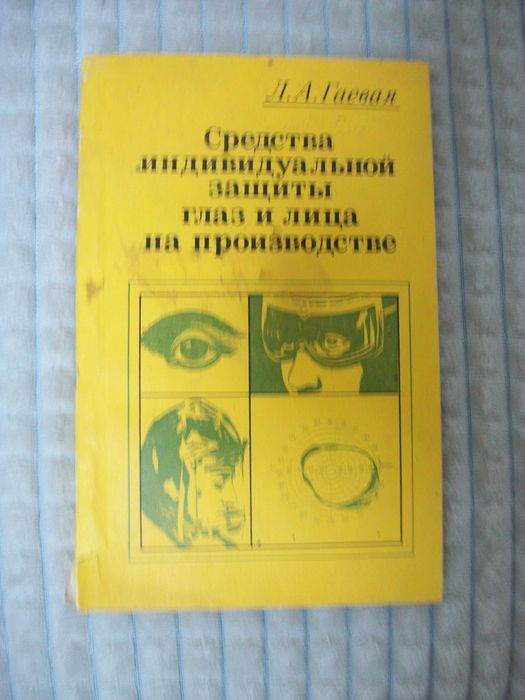 Л.А.Гаевая
Средства
индивидуальной
защиты
глаз и лица
на производстве